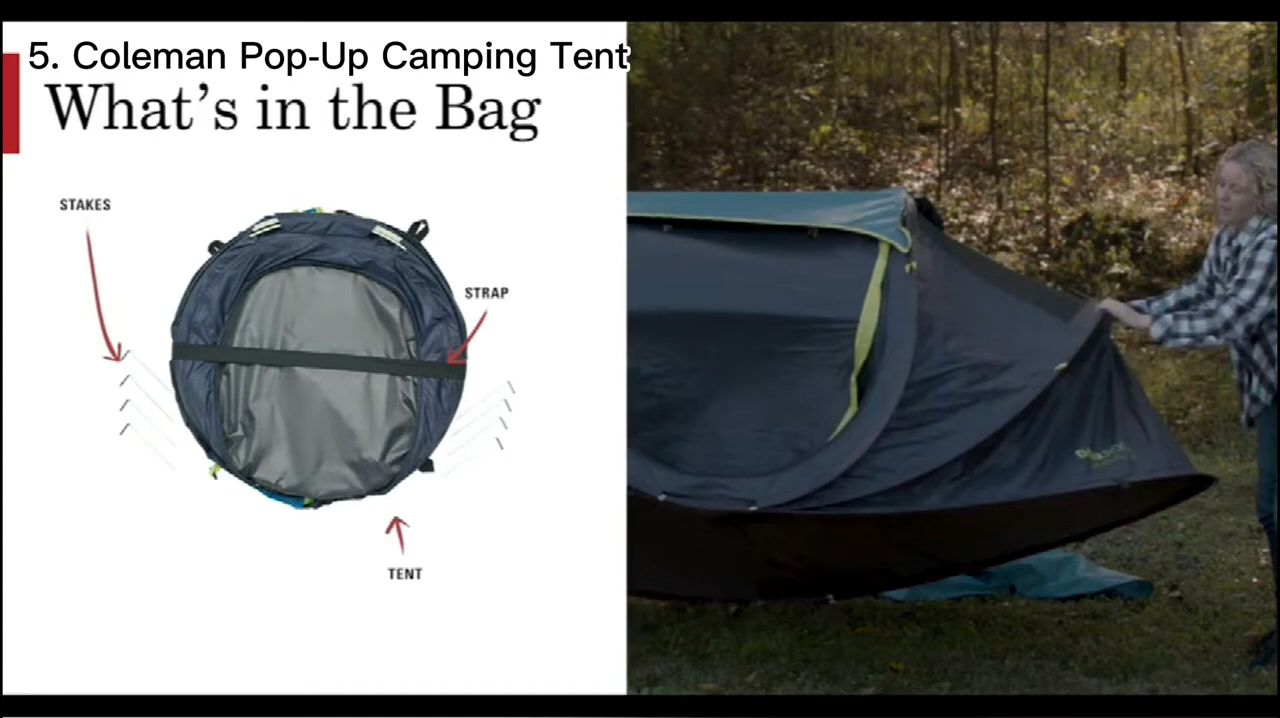 5. Coleman Pop-Up Camping Tent
What's in the Bag
STAKES
STRAP
TENT